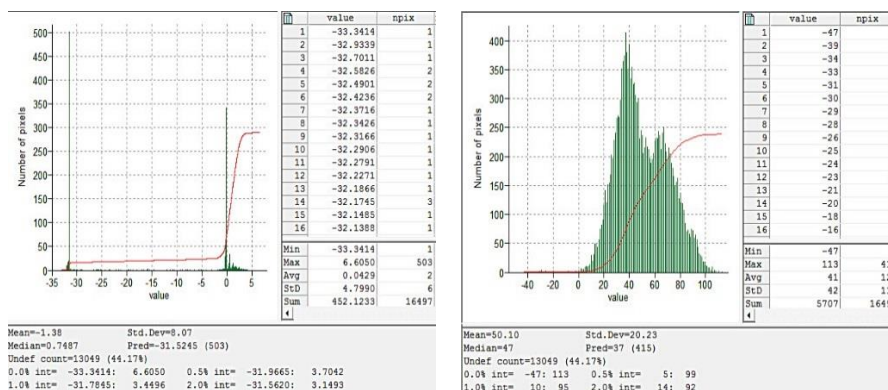 500
450
400
350
300
250
200
150
100
50
0
Number of pixels
-35 -30 -25 -20 -15 -10 -5 0 5
value
value npix
1 -33.3414 1
2 -32.9339 1
3 -32.7011 1
4 -32.5826 2
5 -32.4901 2
6 -32.4236 2
7 -32.3716 1
8 -32.3426 1
9 -32.3166 1
10 -32.2906 1
11 -32.2791 1
12 -32.2271 1
13 -32.1866 1
14 -32.1745 3
15 -32.1485 1
16 -32.1388 1
Min -33.3414 1
Max 6.6050 503
Avg 0.0429 2
StD 4.7990 6
Sum 452.1233 16497
Mean=-1.38 Std.Dev=8.07
Median=0.7487 Pred=-31.5245 (503)
Undef count=13049 (44.17%)
0.0% int= -33.3414: 6.6050 0.5% int= -31.9665: 3.7042
1.0% int= -31.7845: 3.4496 2.0% int= -31.5620: 3.1493
400
350
300
250
200
150
100
50
0
Number of pixels
-40 -20 0 20 40 60 80 100
value
value npix
1 -47
2 -39
3 -34
4 -33
5 -31
6 -30
7 -29
8 -28
9 -26
10 -25
11 -24
12 -23
13 -21
14 -20
15 -18
16 -16
Min -47
Max 113 41
Avg 41 12
StD 42 11
Sum 5707 1649
Mean=50.10 Std.Dev=20.23
Median=47 Pred=37 (415)
Undef count=13049 (44.17%)
0.0% int= -47: 113 0.5% int= 5: 99
1.0% int= 10: 95 2.0% int= 14: 92